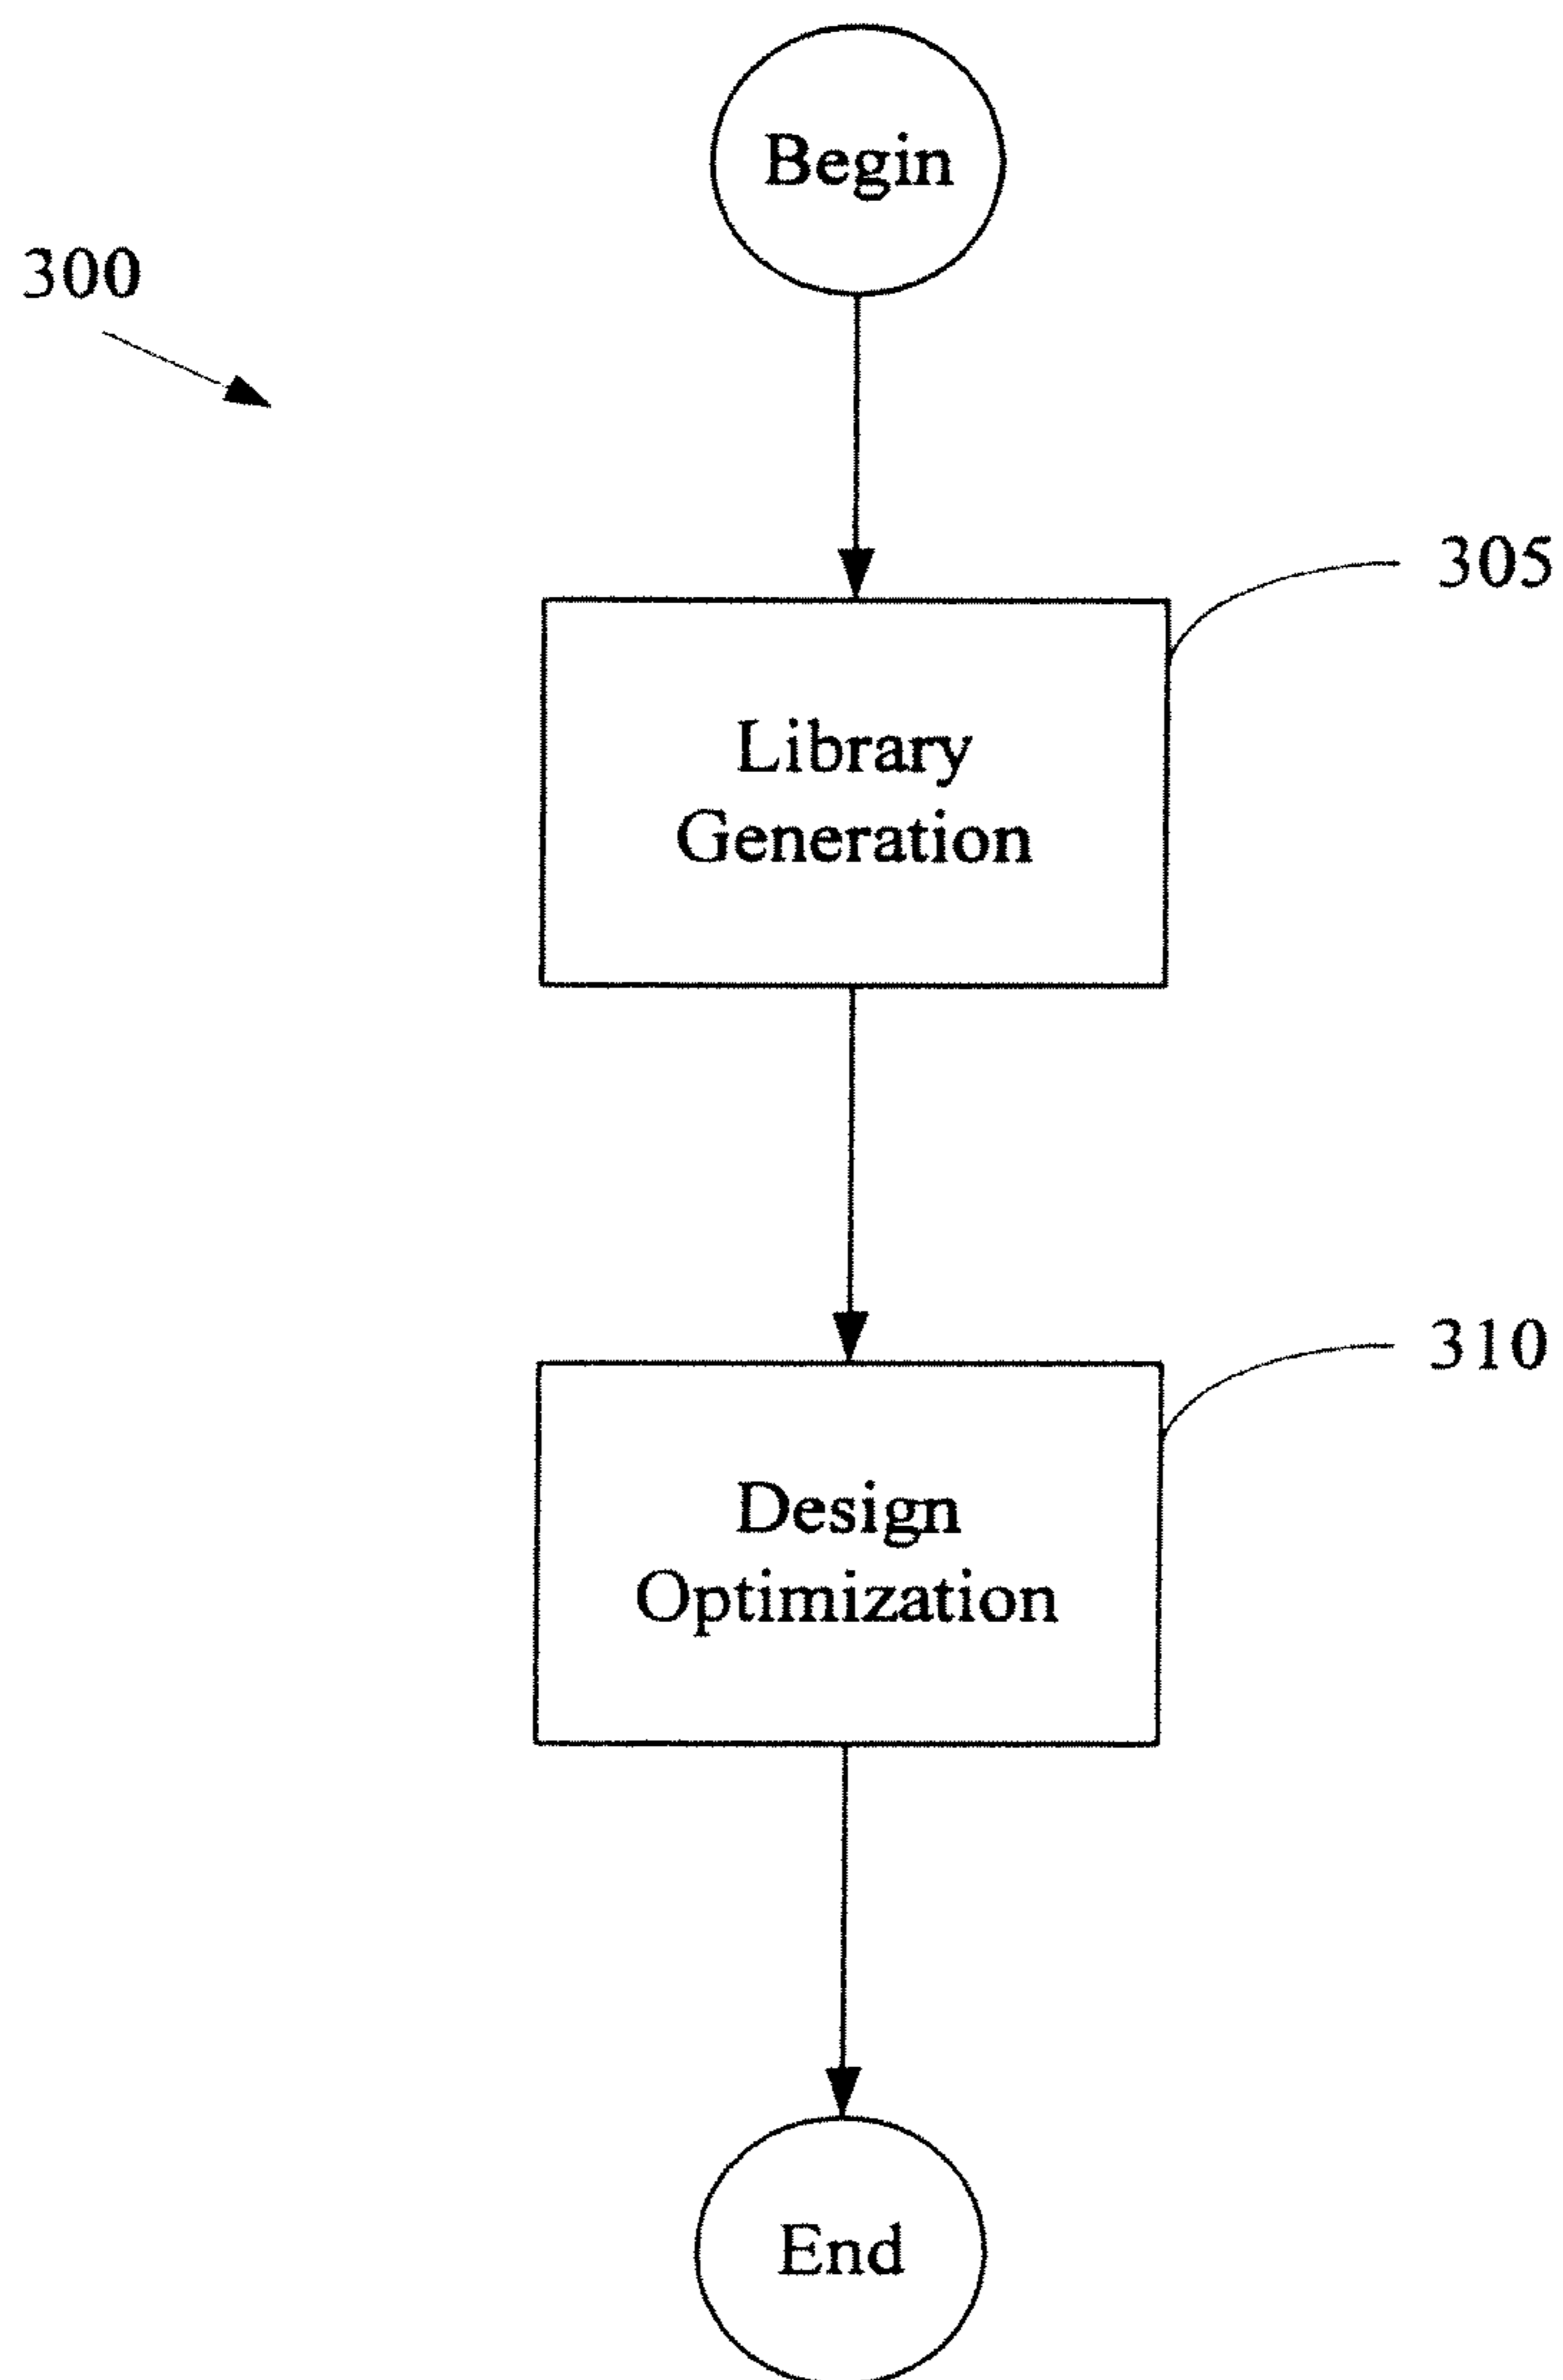 Begin
300
305
Library
Generation
310
Design
Optimization
End